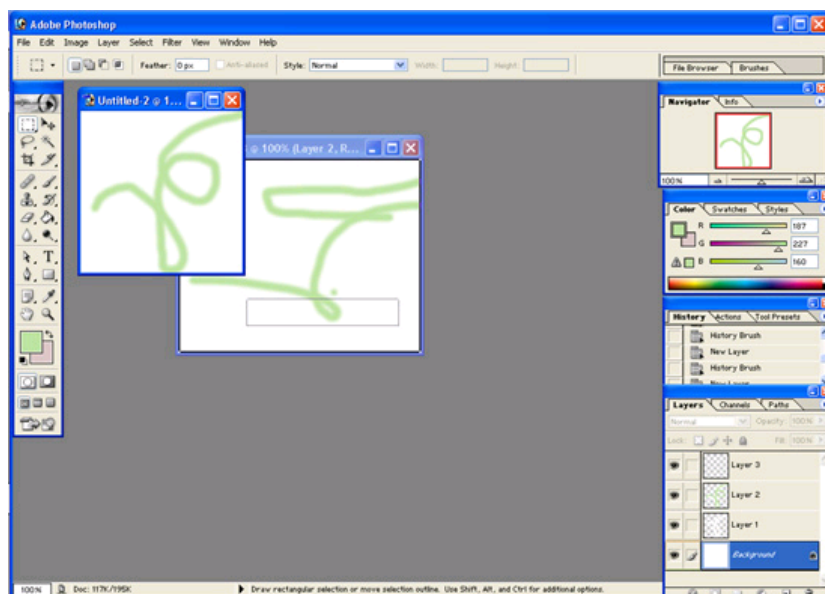 Adobe Photoshop
File Edit Image Layer Select Filter View Window Help
Feather: 0 px Anti-aliased Style: Normal Width: Height:
File Browser Brushes
Untitled-2 @ 1...
@ 100% (Layer 2, R...
Navigator Info
100%
Color Swatches Styles
R 187
G 227
B 160
History Actions Tool Presets
History Brush
New Layer
History Brush
New Layer
Layers Channels Paths
Normal Opacity: 100%
Lock: Fill: 100%
Layer 3
Layer 2
Layer 1
Background
100% Doc: 117K/195K Draw rectangular selection or move selection outline. Use Shift, Alt, and Ctrl for additional options.